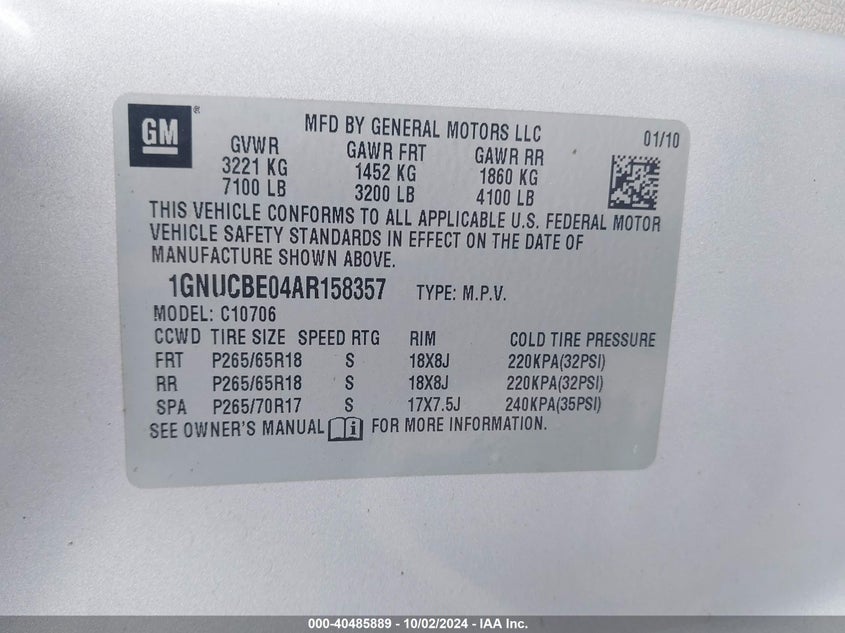 GM ®
MFD BY GENERAL MOTORS LLC 01/10
GVWR GAWR FRT GAWR RR
3221 KG 1452 KG 1860 KG
7100 LB 3200 LB 4100 LB
THIS VEHICLE CONFORMS TO ALL APPLICABLE U.S. FEDERAL MOTOR
VEHICLE SAFETY STANDARDS IN EFFECT ON THE DATE OF
MANUFACTURE SHOWN ABOVE.
1GNUCBE04AR158357 TYPE: M.P.V.
MODEL: C10706
CCWD TIRE SIZE SPEED RTG RIM COLD TIRE PRESSURE
FRT P265/65R18 S 18X8J 220KPA(32PSI)
RR P265/65R18 S 18X8J 220KPA(32PSI)
SPA P265/70R17 S 17X7.5J 240KPA(35PSI)
SEE OWNER'S MANUAL i FOR MORE INFORMATION.
000-40485889 - 10/02/2024 - IAA Inc.